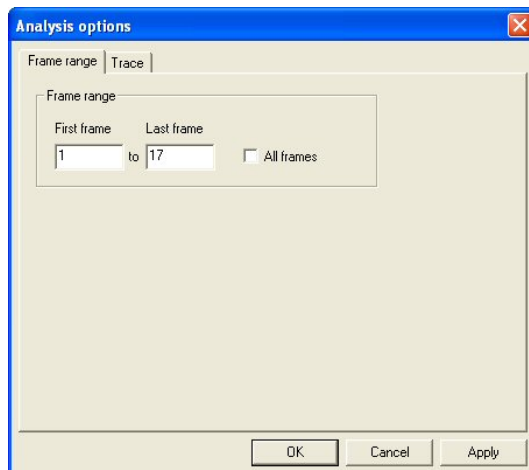 Analysis options
Frame range Trace
Frame range
First frame Last frame
1 to 17 All frames
OK Cancel Apply